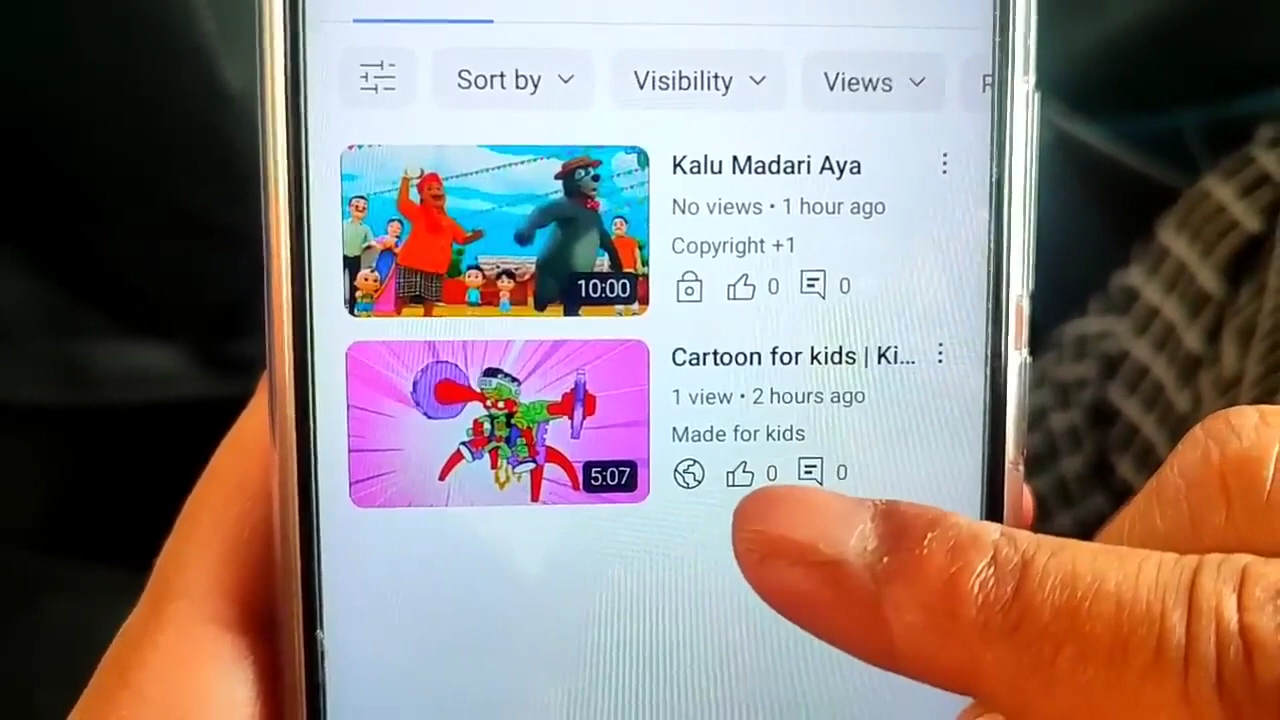 Sort by
Visibility
Views
Kalu Madari Aya
No views • 1 hour ago
Copyright +1
0
0
10:00
Cartoon for kids | Ki...
1 view • 2 hours ago
Made for kids
0
0
5:07